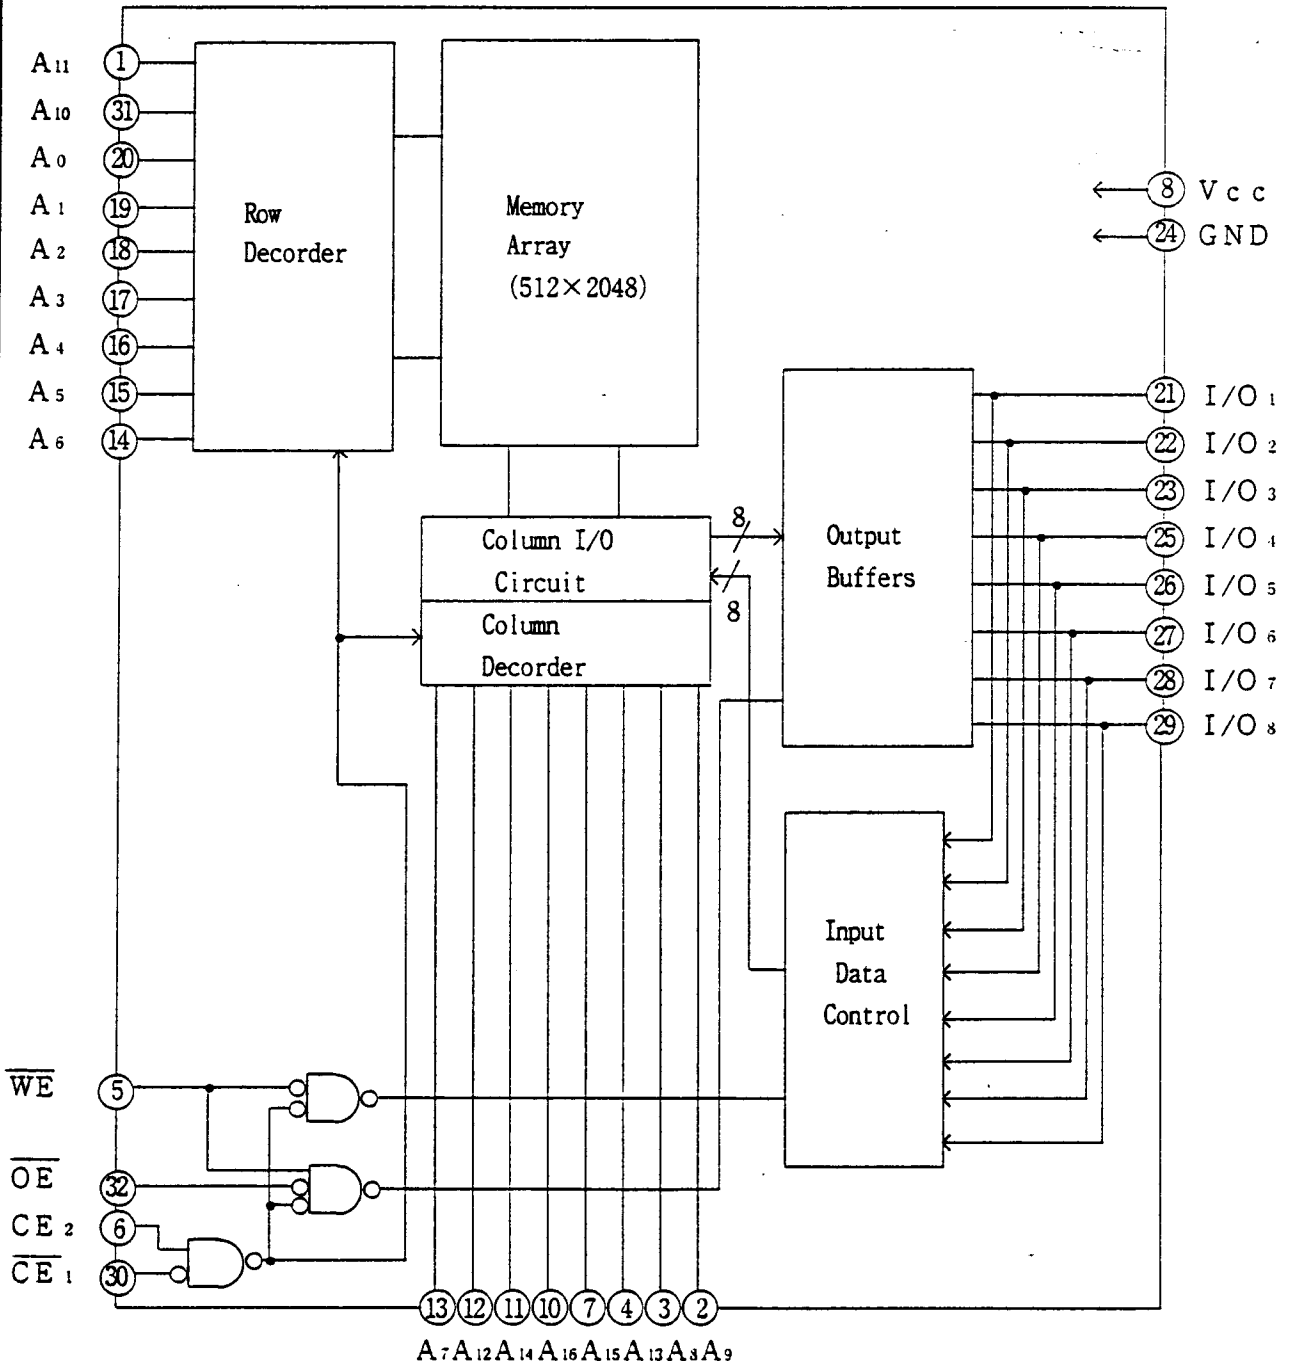 A11 1
A10 31
A0 20
A1 19
A2 18
A3 17
A4 16
A5 15
A6 14
Row
Decorder
Memory
Array
(512×2048)
8 Vcc
24 GND
Column I/O
Circuit
Column
Decorder
8
8
Output
Buffers
21 I/O1
22 I/O2
23 I/O3
25 I/O4
26 I/O5
27 I/O6
28 I/O7
29 I/O8
Input
Data
Control
W̅E̅ 5
O̅E̅ 32
CE2 6
C̅E̅1 30
13 12 11 10 7 4 3 2
A7 A12 A14 A16 A15 A13 A8 A9